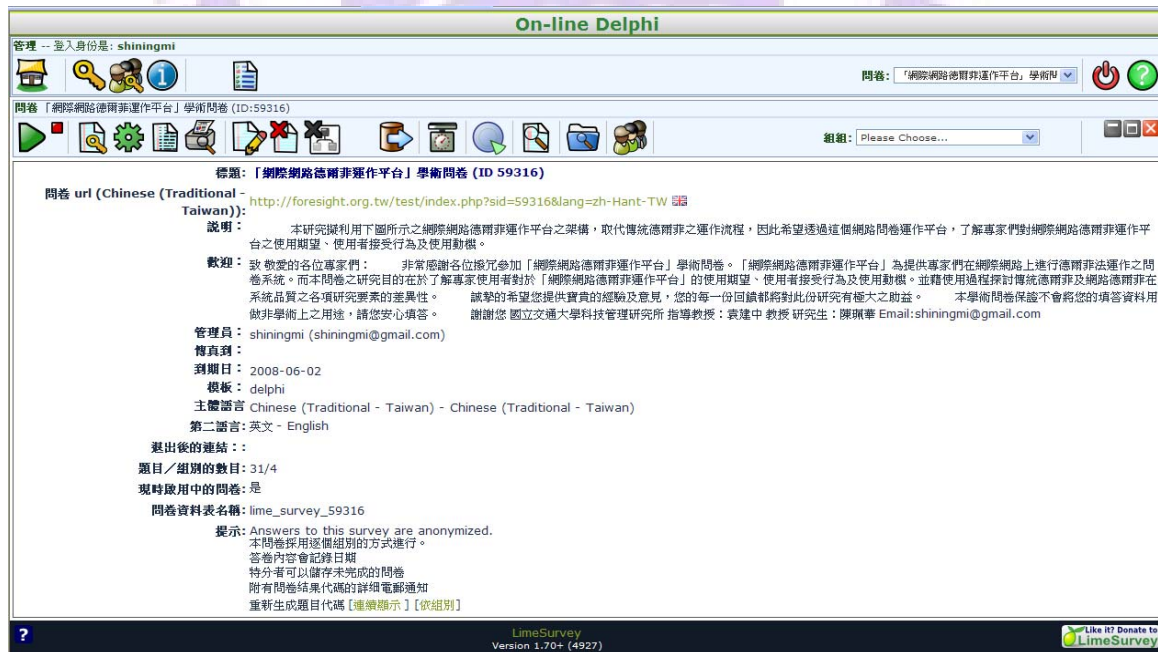 On-line Delphi
管理 -- 登入身份是: shiningmi
問卷: 「網際網路德爾菲運作平台」學術問
問卷 「網際網路德爾菲運作平台」學術問卷 (ID:59316)
組組: Please Choose...
標題: 「網際網路德爾菲運作平台」學術問卷 (ID 59316)
問卷 url (Chinese (Traditional - Taiwan)): http://foresight.org.tw/test/index.php?sid=59316&lang=zh-Hant-TW
說明: 本研究擬利用下圖所示之網際網路德爾菲運作平台之架構，取代傳統德爾菲之運作流程，因此希望透過這個網路問卷運作平台，了解專家們對網際網路德爾菲運作平
台之使用期望、使用者接受行為及使用動機。
歡迎: 致 敬愛的各位專家們： 非常感謝各位撥冗參加「網際網路德爾菲運作平台」學術問卷。「網際網路德爾菲運作平台」為提供專家們在網際網路上進行德爾菲法運作之問
卷系統。而本問卷之研究目的在於了解專家使用者對於「網際網路德爾菲運作平台」的使用期望、使用者接受行為及使用動機。並藉使用過程探討傳統德爾菲及網路德爾菲在
系統品質之各項研究要素的差異性。 誠摯的希望您提供寶貴的經驗及意見，您的每一份回饋都將對此份研究有極大之助益。 本學術問卷保證不會將您的填答資料用
做非學術上之用途，請您安心填答。 謝謝您 國立交通大學科技管理研究所 指導教授：袁建中 教授 研究生：陳珮華 Email:shiningmi@gmail.com
管理員: shiningmi (shiningmi@gmail.com)
傳真到:
到期日: 2008-06-02
模板: delphi
主體語言 Chinese (Traditional - Taiwan) - Chinese (Traditional - Taiwan)
第二語言: 英文 - English
退出後的連結: :
題目／組別的數目: 31/4
現時啟用中的問卷: 是
問卷資料表名稱: lime_survey_59316
提示: Answers to this survey are anonymized.
本問卷採用逐個組別的方式進行。
答卷內容會記錄日期
特分者可以儲存未完成的問卷
附有問卷結果代碼的詳細電郵通知
重新生成題目代碼 [連續顯示 ] [依組別]
?
LimeSurvey
Version 1.70+ (4927)
Like it? Donate to
LimeSurvey